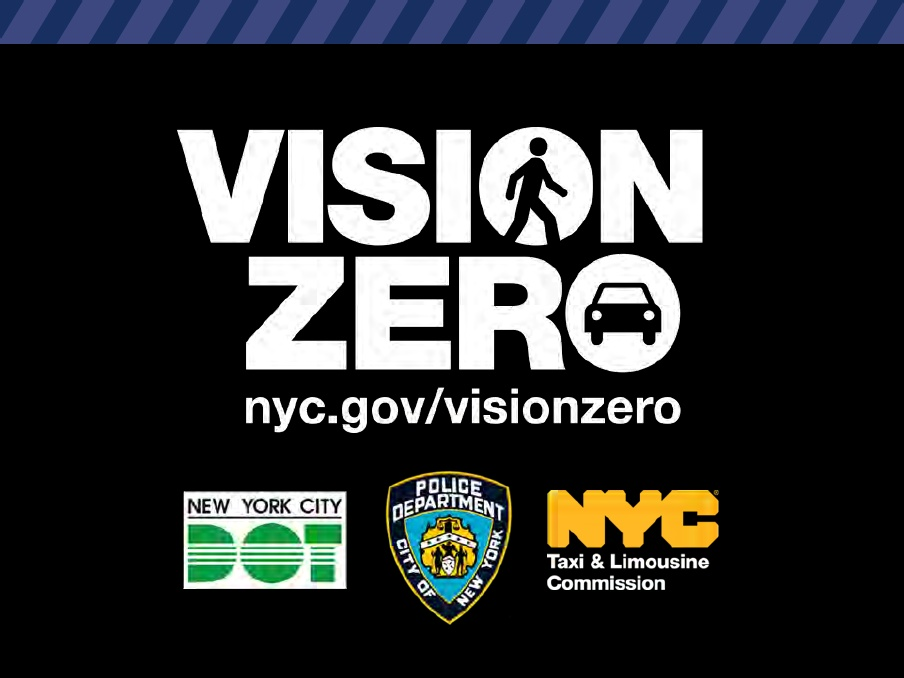 VISION
ZERO
nyc.gov/visionzero
NEW YORK CITY
DOT
POLICE
DEPARTMENT
CITY OF NEW YORK
NYC®
Taxi & Limousine
Commission